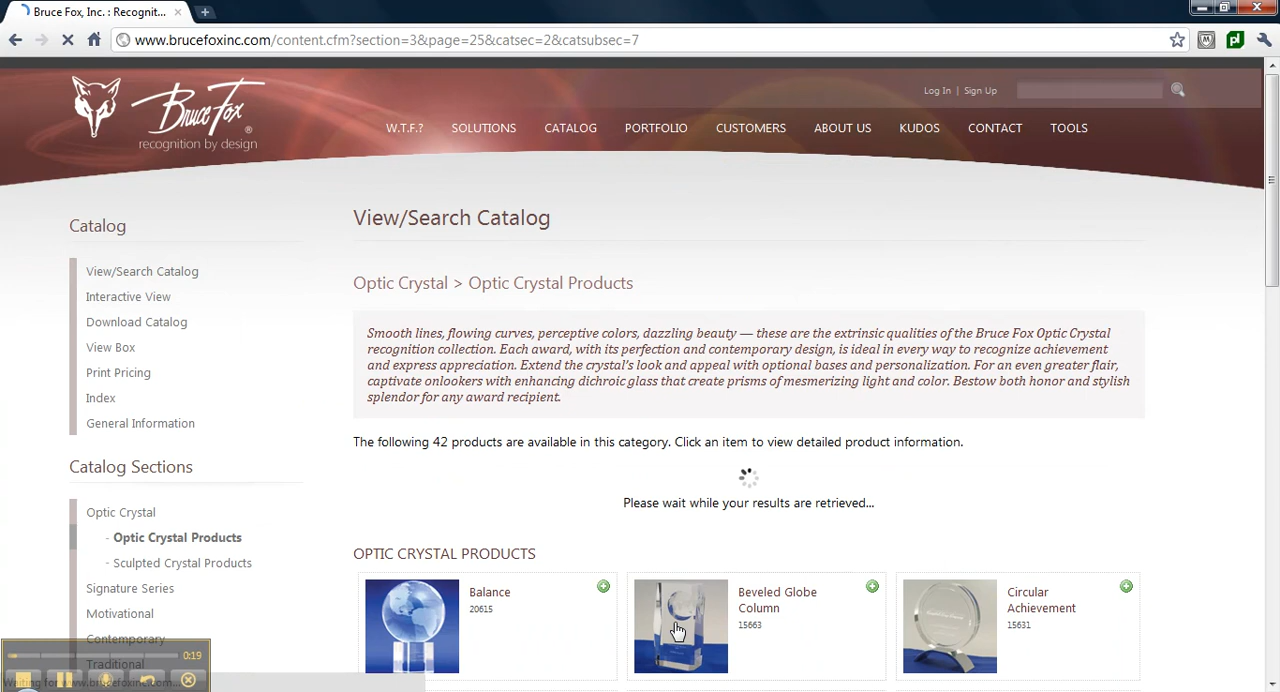 Bruce Fox, Inc. : Recognit...
www.brucefoxinc.com/content.cfm?section=3&page=25&catsec=2&catsubsec=7
Bruce Fox®
recognition by design
Log In | Sign Up
W.T.F.? SOLUTIONS CATALOG PORTFOLIO CUSTOMERS ABOUT US KUDOS CONTACT TOOLS
Catalog
View/Search Catalog
Interactive View
Download Catalog
View Box
Print Pricing
Index
General Information
Catalog Sections
Optic Crystal
- Optic Crystal Products
- Sculpted Crystal Products
Signature Series
Motivational
Contemporary
Traditional
0:19
View/Search Catalog
Optic Crystal > Optic Crystal Products
Smooth lines, flowing curves, perceptive colors, dazzling beauty — these are the extrinsic qualities of the Bruce Fox Optic Crystal
recognition collection. Each award, with its perfection and contemporary design, is ideal in every way to recognize achievement
and express appreciation. Extend the crystal's look and appeal with optional bases and personalization. For an even greater flair,
captivate onlookers with enhancing dichroic glass that create prisms of mesmerizing light and color. Bestow both honor and stylish
splendor for any award recipient.
The following 42 products are available in this category. Click an item to view detailed product information.
Please wait while your results are retrieved...
OPTIC CRYSTAL PRODUCTS
Balance
20615
Beveled Globe
Column
15663
Circular
Achievement
15631